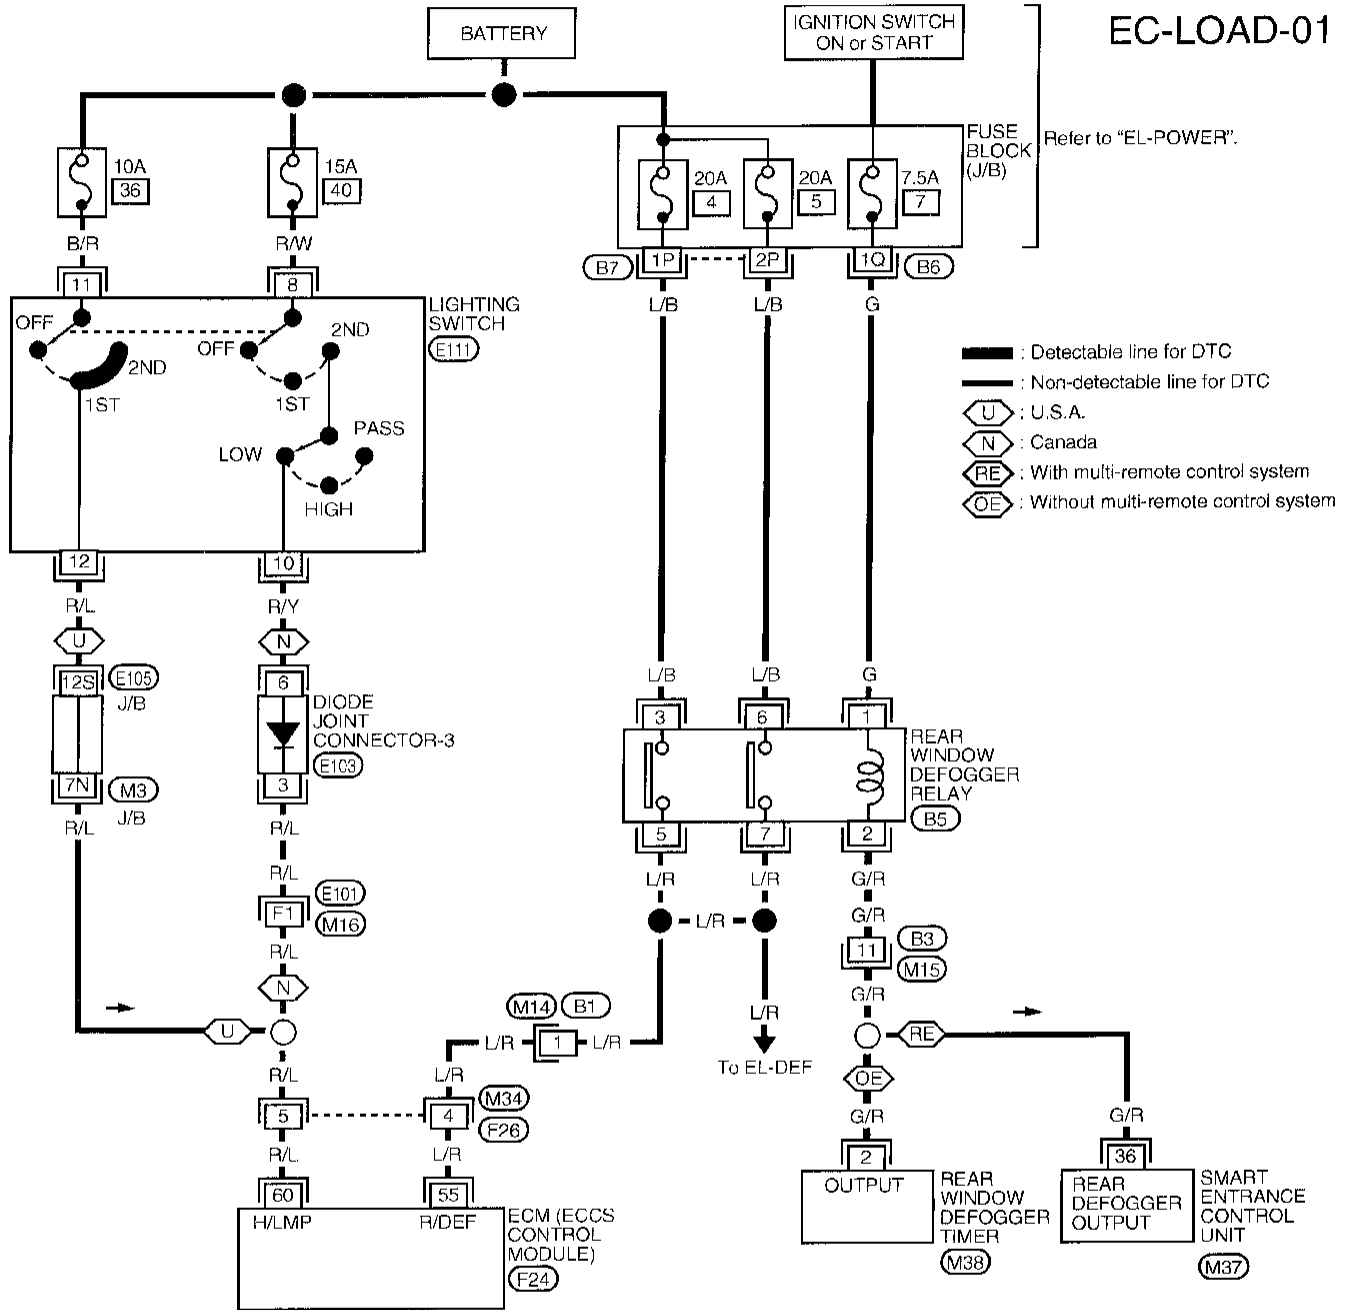 EC-LOAD-01
BATTERY
IGNITION SWITCH
ON or START
FUSE
BLOCK
(J/B)
Refer to “EL-POWER”.
10A
36
15A
40
20A
4
20A
5
7.5A
7
B/R
R/W
B7
1P
2P
1Q
B6
11
8
L/B
L/B
G
LIGHTING
SWITCH
E111
OFF
2ND
1ST
OFF
2ND
1ST
LOW
PASS
HIGH
: Detectable line for DTC
: Non-detectable line for DTC
U : U.S.A.
N : Canada
RE : With multi-remote control system
OE : Without multi-remote control system
12
10
R/L
R/Y
U
N
12S
E105
J/B
6
DIODE
JOINT
CONNECTOR-3
E103
7N
M3
J/B
3
R/L
R/L
R/L
F1
E101
M16
R/L
N
U
L/B
L/B
G
3
6
1
REAR
WINDOW
DEFOGGER
RELAY
B5
5
7
2
L/R
L/R
G/R
L/R
G/R
11
B3
M15
G/R
M14
B1
L/R
1
L/R
L/R
To EL-DEF
RE
OE
R/L
L/R
5
4
M34
F26
R/L
L/R
60
55
H/LMP
R/DEF
ECM (ECCS
CONTROL
MODULE)
F24
G/R
G/R
2
OUTPUT
REAR
WINDOW
DEFOGGER
TIMER
M38
36
REAR
DEFOGGER
OUTPUT
SMART
ENTRANCE
CONTROL
UNIT
M37